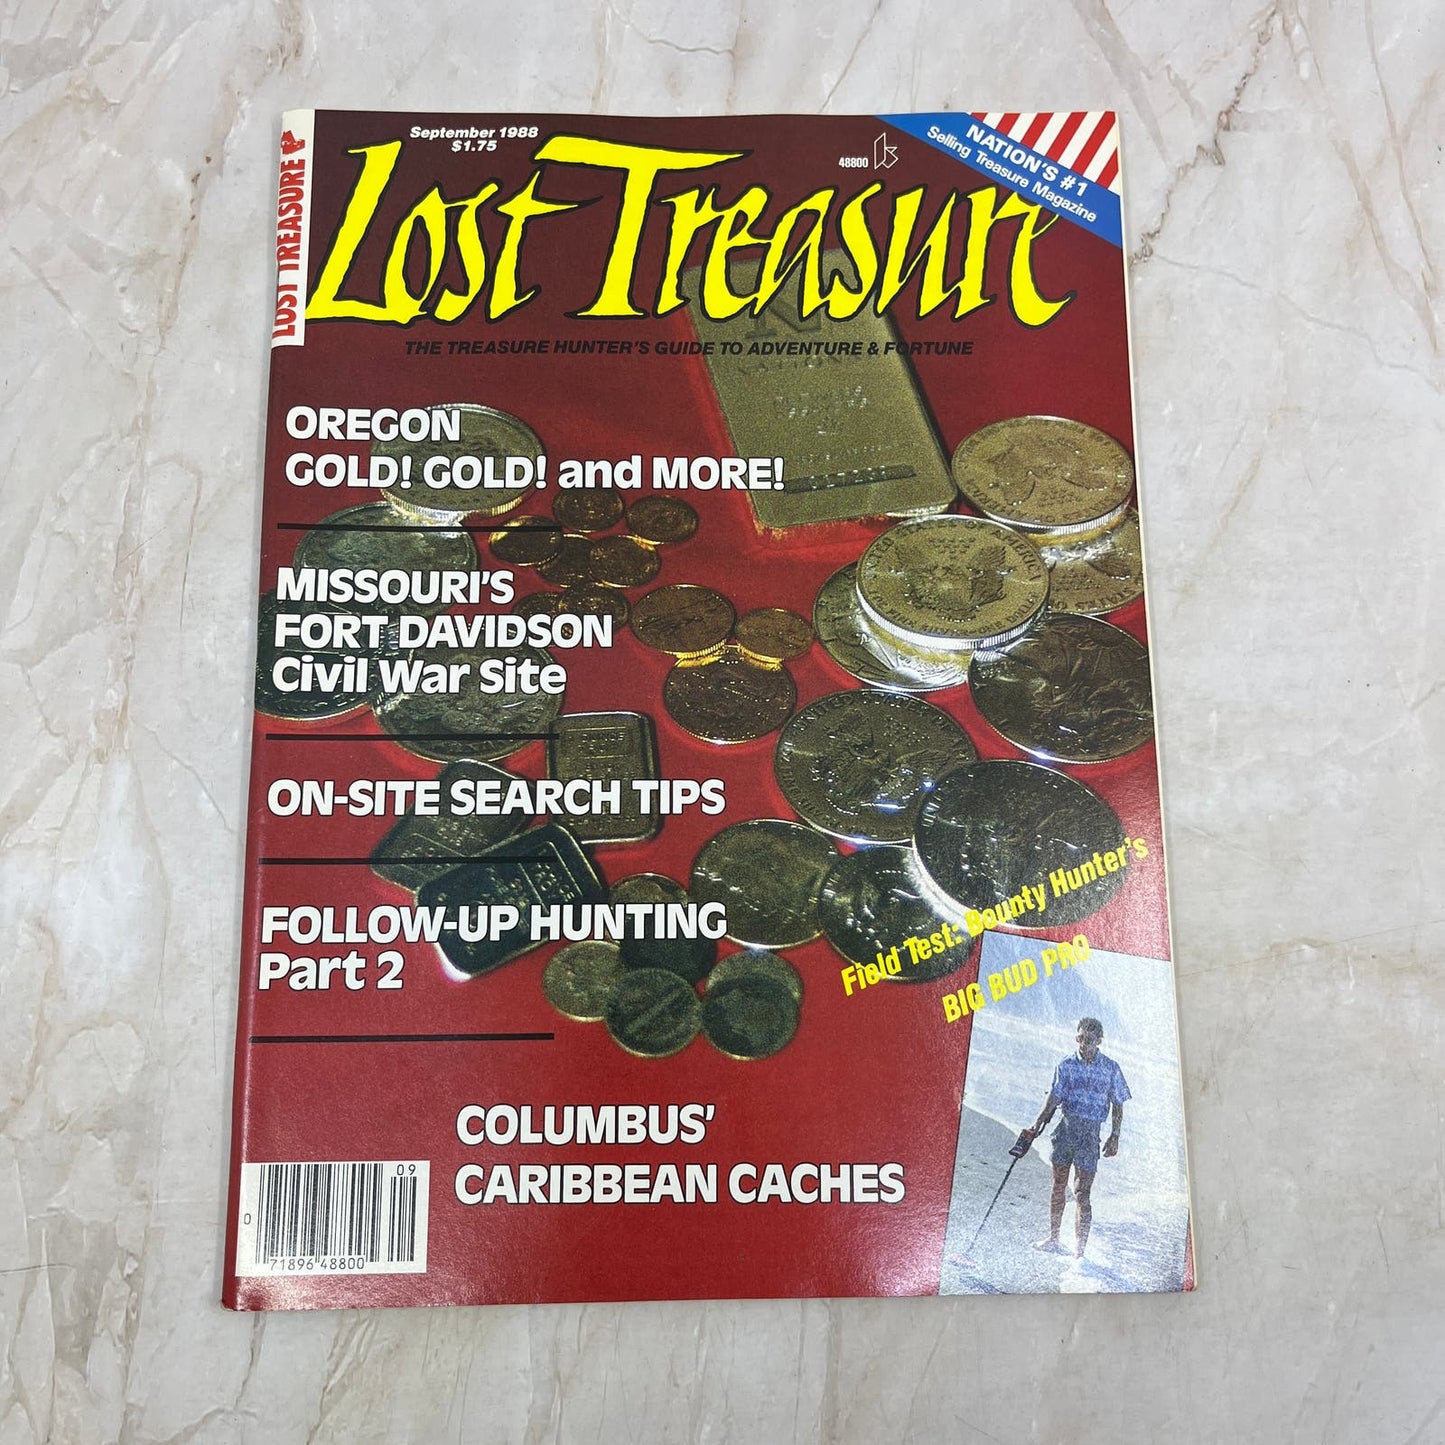 September 1988
$1.75
48800
NATION'S #1
Selling Treasure Magazine
LOST TREASURE
Lost Treasure
THE TREASURE HUNTER'S GUIDE TO ADVENTURE & FORTUNE
OREGON
GOLD! GOLD! and MORE!
MISSOURI'S
FORT DAVIDSON
Civil War Site
ON-SITE SEARCH TIPS
FOLLOW-UP HUNTING
Part 2
Field Test: Bounty Hunter's
BIG BUD PRO
COLUMBUS'
CARIBBEAN CACHES
09
0
71896 48800